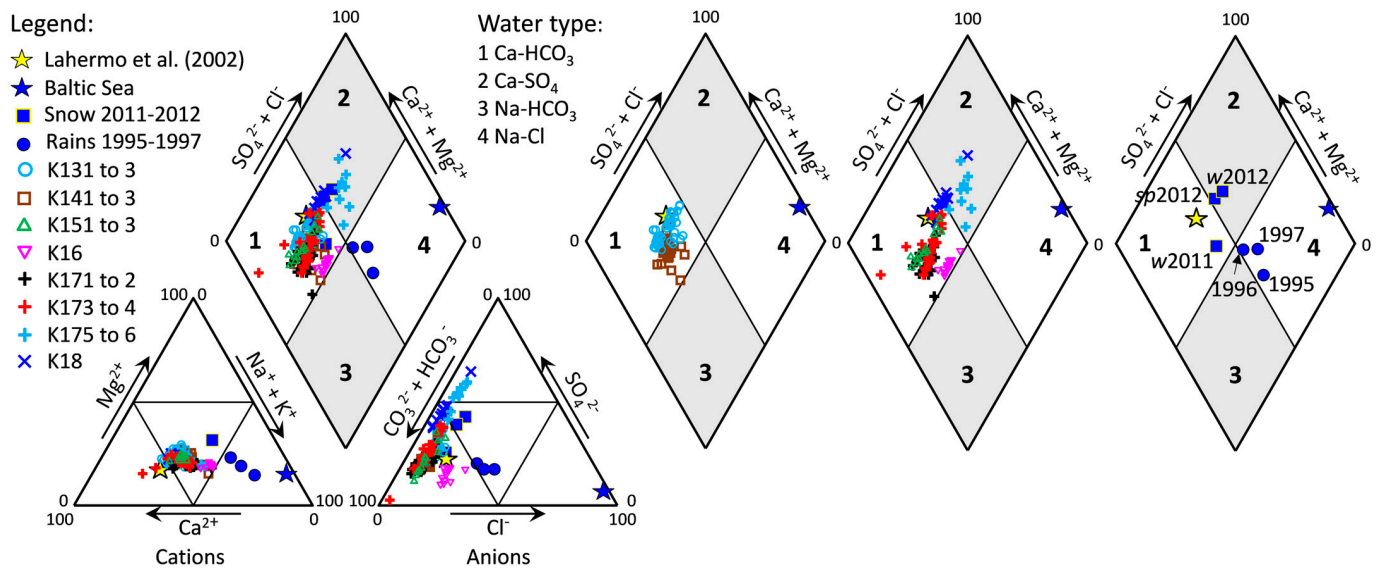 Legend:
Lahermo et al. (2002)
Baltic Sea
Snow 2011-2012
Rains 1995-1997
K131 to 3
K141 to 3
K151 to 3
K16
K171 to 2
K173 to 4
K175 to 6
K18
Water type:
1 Ca-HCO₃
2 Ca-SO₄
3 Na-HCO₃
4 Na-Cl
100
SO₄²⁻ + Cl⁻
Ca²⁺ + Mg²⁺
0
0
1
2
3
4
100
SO₄²⁻ + Cl⁻
Ca²⁺ + Mg²⁺
0
0
1
2
3
4
100
SO₄²⁻ + Cl⁻
Ca²⁺ + Mg²⁺
0
0
1
2
3
4
100
SO₄²⁻ + Cl⁻
Ca²⁺ + Mg²⁺
0
0
1
2
3
4
w2012
sp2012
w2011
1997
1996
1995
100
0
Mg²⁺
Na⁺ + K⁺
0
100
100
0
Ca²⁺
Cations
0
100
CO₃²⁻ + HCO₃⁻
SO₄²⁻
100
0
0
100
Cl⁻
Anions